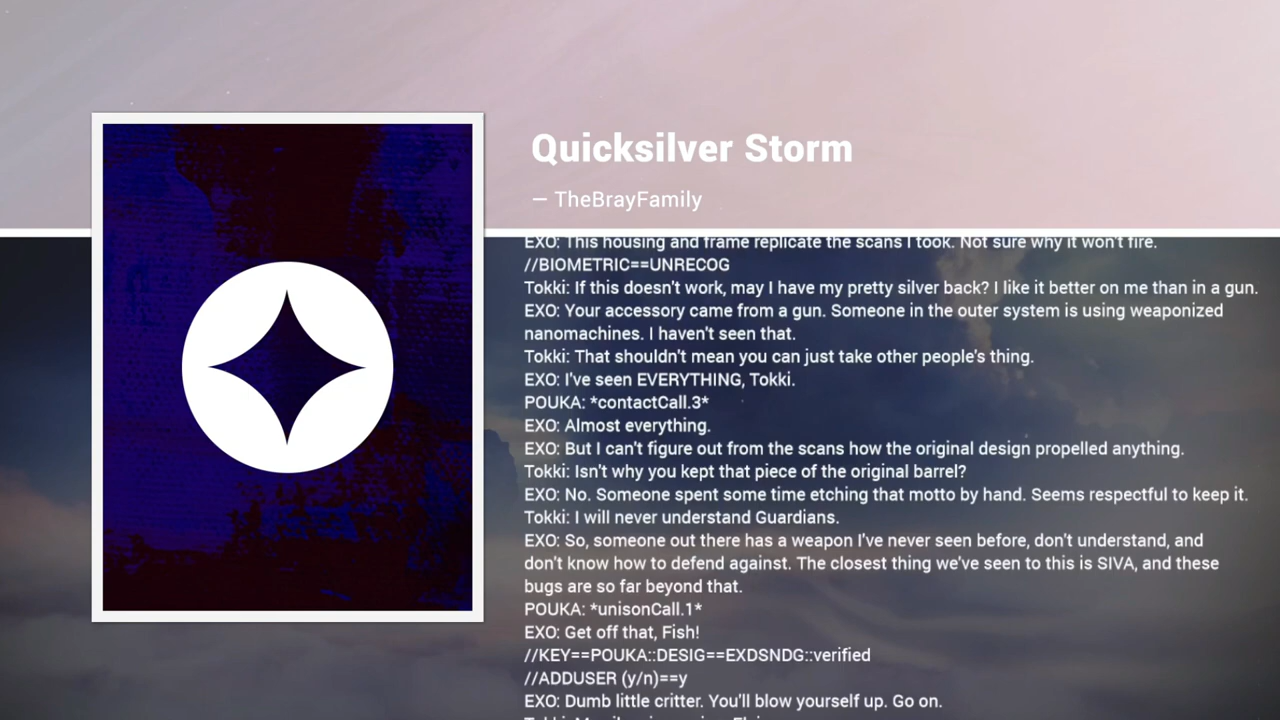 Quicksilver Storm
— TheBrayFamily
EXO: This housing and frame replicate the scans I took. Not sure why it won't fire.
//BIOMETRIC==UNRECOG
Tokki: If this doesn't work, may I have my pretty silver back? I like it better on me than in a gun.
EXO: Your accessory came from a gun. Someone in the outer system is using weaponized
nanomachines. I haven't seen that.
Tokki: That shouldn't mean you can just take other people's thing.
EXO: I've seen EVERYTHING, Tokki.
POUKA: *contactCall.3*
EXO: Almost everything.
EXO: But I can't figure out from the scans how the original design propelled anything.
Tokki: Isn't why you kept that piece of the original barrel?
EXO: No. Someone spent some time etching that motto by hand. Seems respectful to keep it.
Tokki: I will never understand Guardians.
EXO: So, someone out there has a weapon I've never seen before, don't understand, and
don't know how to defend against. The closest thing we've seen to this is SIVA, and these
bugs are so far beyond that.
POUKA: *unisonCall.1*
EXO: Get off that, Fish!
//KEY==POUKA::DESIG==EXDSNDG::verified
//ADDUSER (y/n)==y
EXO: Dumb little critter. You'll blow yourself up. Go on.